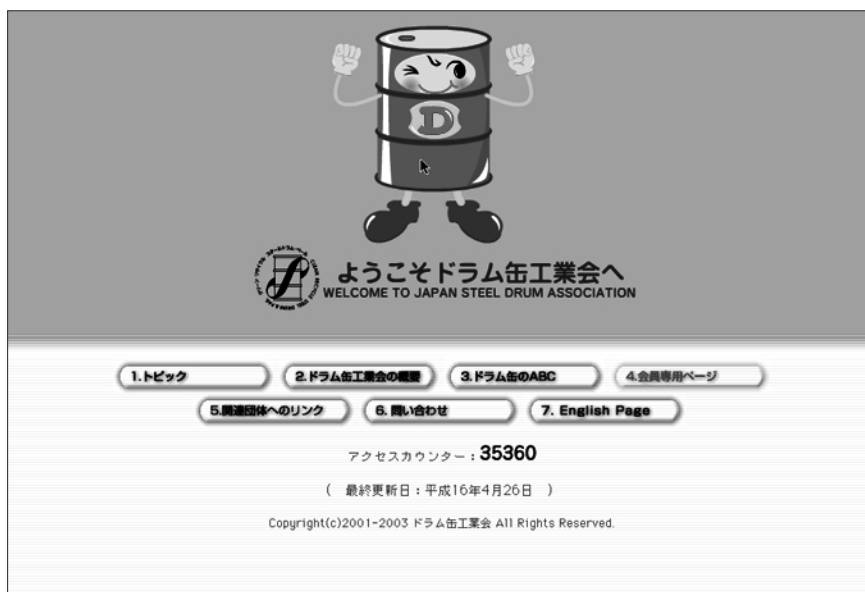 D
ようこそドラム缶工業会へ
WELCOME TO JAPAN STEEL DRUM ASSOCIATION
1.トピック 2.ドラム缶工業会の概要 3.ドラム缶のABC 4.会員専用ページ
5.関連団体へのリンク 6. 問い合わせ 7. English Page
アクセスカウンター：35360
( 最終更新日：平成16年4月26日 )
Copyright(c)2001-2003 ドラム缶工業会 All Rights Reserved.